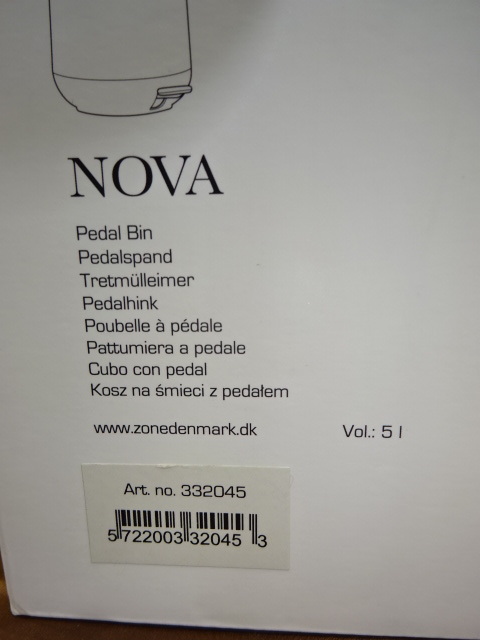 NOVA
Pedal Bin
Pedalspand
Tretmülleimer
Pedalhink
Poubelle à pédale
Pattumiera a pedale
Cubo con pedal
Kosz na śmieci z pedałem
www.zonedenmark.dk
Vol.: 5 l
Art. no. 332045
5 722003 32045 3